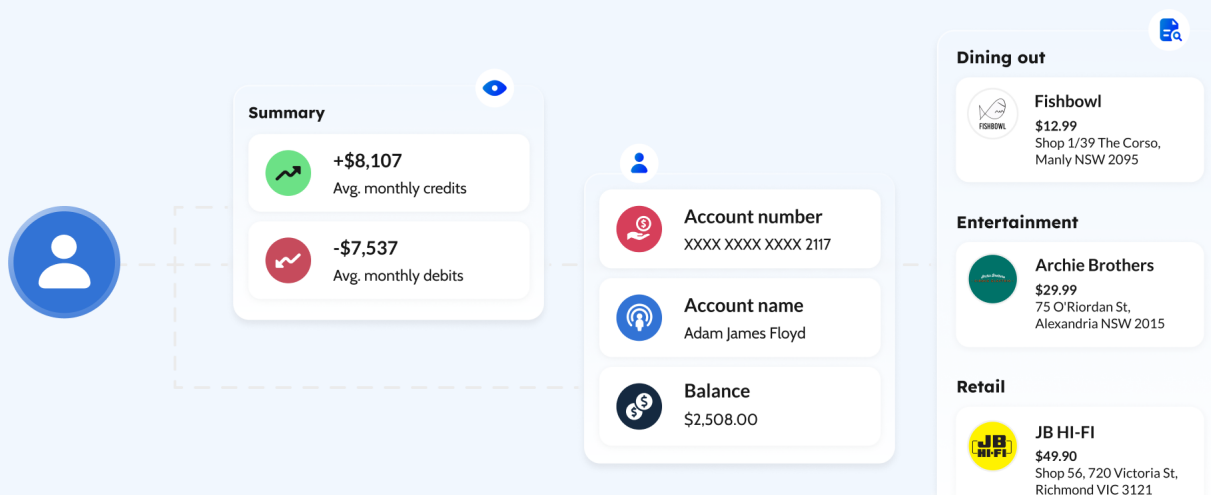 Summary
+$8,107
Avg. monthly credits
-$7,537
Avg. monthly debits
Account number
XXXX XXXX XXXX 2117
Account name
Adam James Floyd
Balance
$2,508.00
Dining out
FISHBOWL
Fishbowl
$12.99
Shop 1/39 The Corso,
Manly NSW 2095
Entertainment
Archie Brothers
Archie Brothers
$29.99
75 O'Riordan St,
Alexandria NSW 2015
Retail
JB
HI-FI
JB HI-FI
$49.90
Shop 56, 720 Victoria St,
Richmond VIC 3121